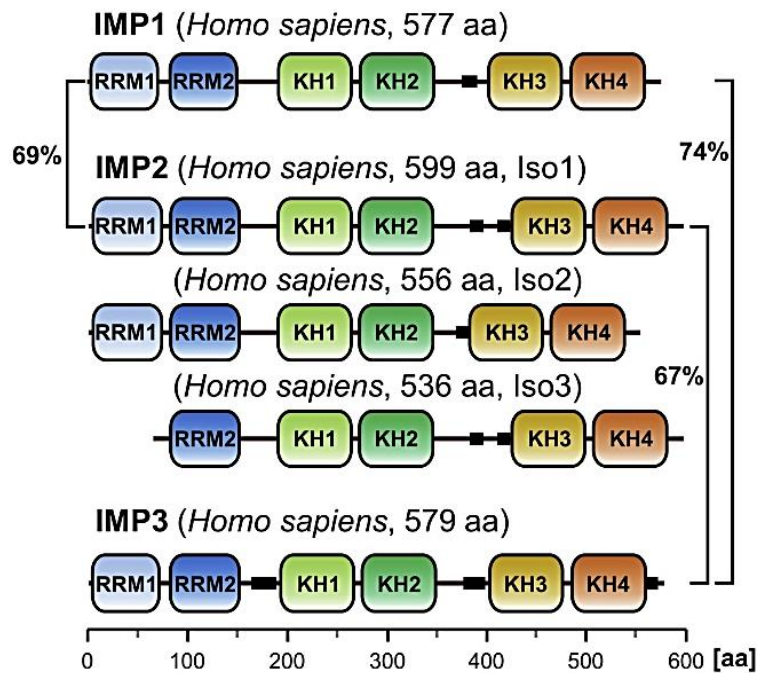 IMP1 (Homo sapiens, 577 aa)
RRM1 RRM2 KH1 KH2 KH3 KH4
69%
74%
IMP2 (Homo sapiens, 599 aa, Iso1)
RRM1 RRM2 KH1 KH2 KH3 KH4
(Homo sapiens, 556 aa, Iso2)
RRM1 RRM2 KH1 KH2 KH3 KH4
67%
(Homo sapiens, 536 aa, Iso3)
RRM2 KH1 KH2 KH3 KH4
IMP3 (Homo sapiens, 579 aa)
RRM1 RRM2 KH1 KH2 KH3 KH4
0 100 200 300 400 500 600 [aa]